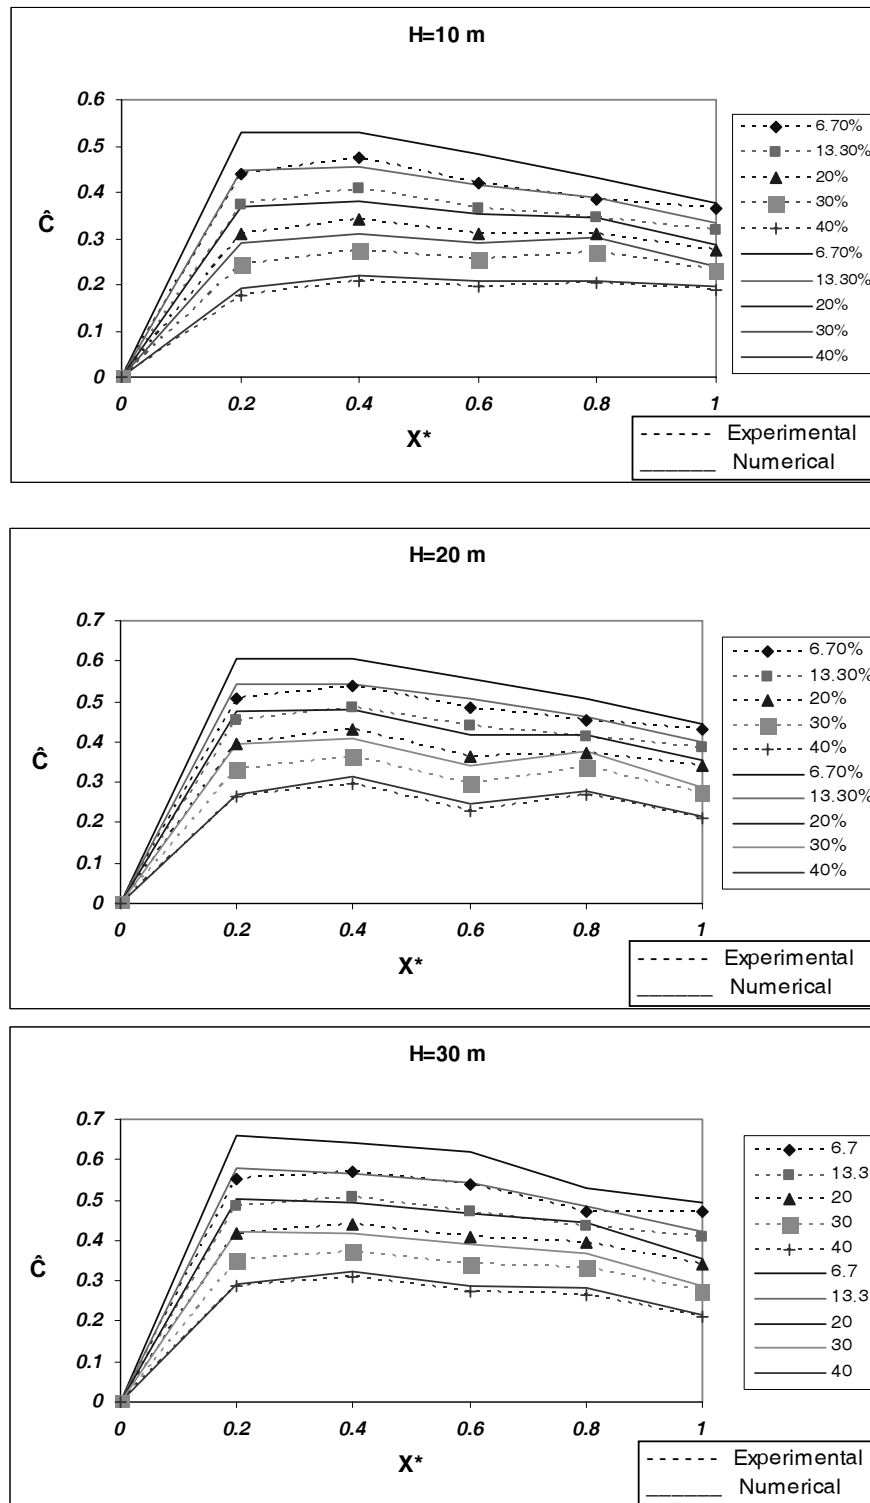 H=10 m
0.6
0.5
0.4
0.3
0.2
0.1
0
Ĉ
0 0.2 0.4 0.6 0.8 1
X*
6.70%
13.30%
20%
30%
40%
6.70%
13.30%
20%
30%
40%
Experimental
Numerical
H=20 m
0.7
0.6
0.5
0.4
0.3
0.2
0.1
0
Ĉ
0 0.2 0.4 0.6 0.8 1
X*
6.70%
13.30%
20%
30%
40%
6.70%
13.30%
20%
30%
40%
Experimental
Numerical
H=30 m
0.7
0.6
0.5
0.4
0.3
0.2
0.1
0
Ĉ
0 0.2 0.4 0.6 0.8 1
X*
6.7
13.3
20
30
40
6.7
13.3
20
30
40
Experimental
Numerical